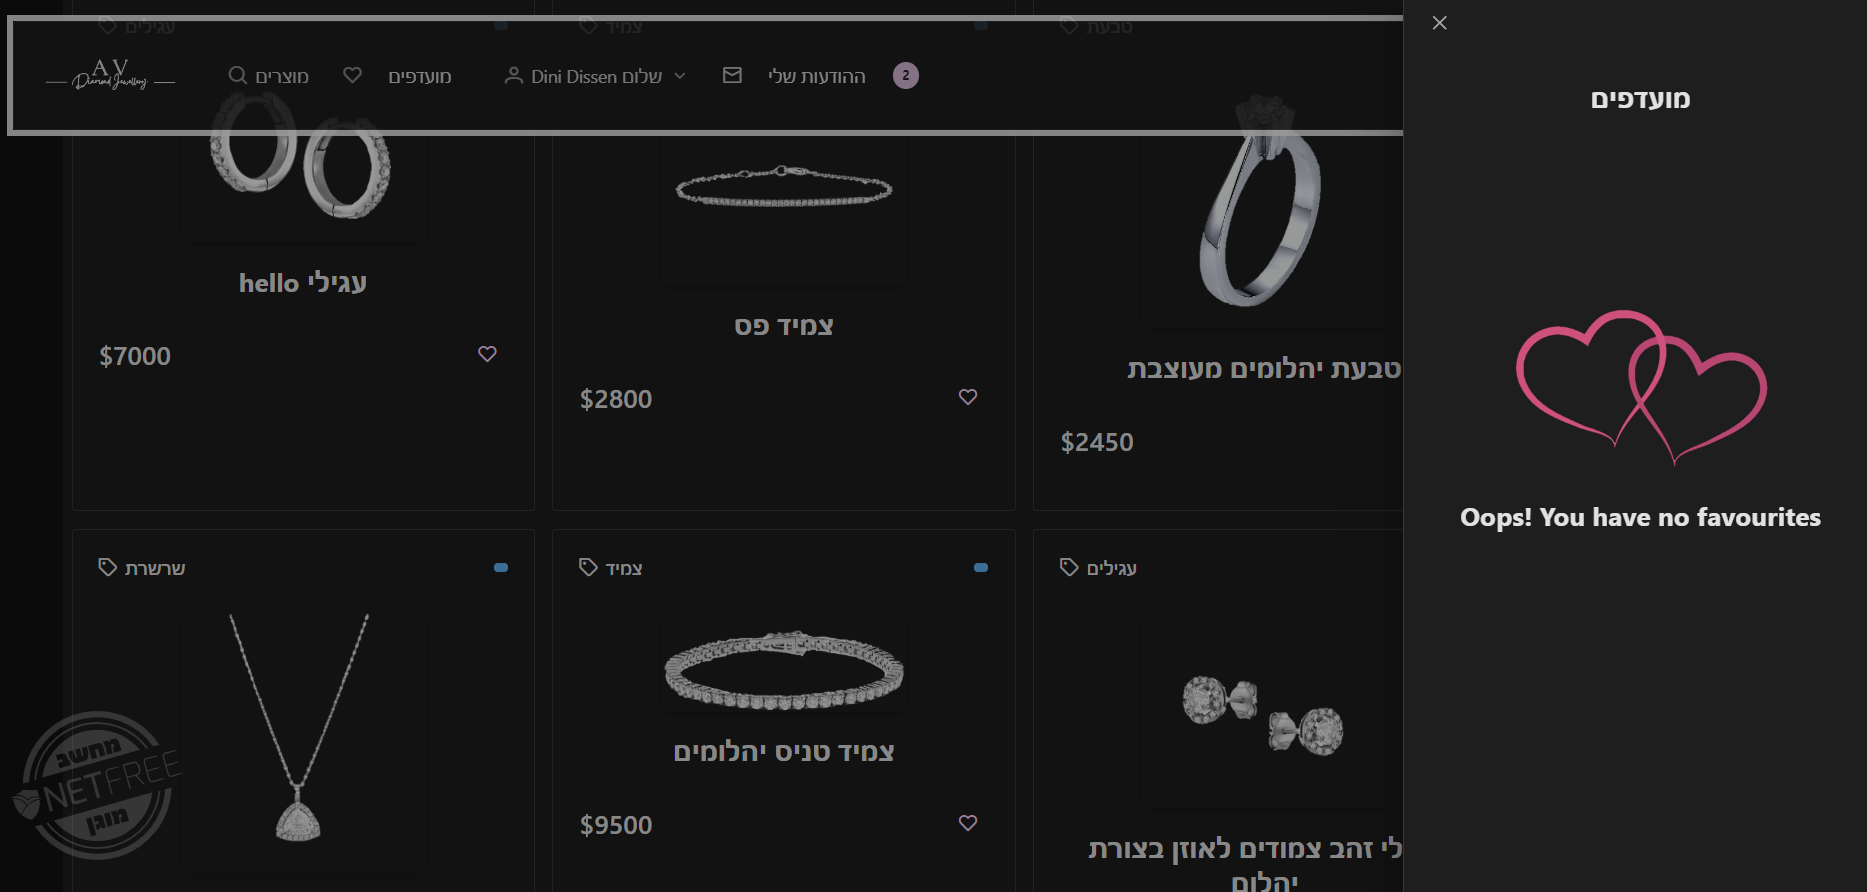 עגילים
צמיד
טבעת
AV
Diamond Jewellery
מוצרים
מועדפים
שלום Dini Dissen
ההודעות שלי
2
מועדפים
עגילי hello
$7000
צמיד פס
$2800
טבעת יהלומים מעוצבת
$2450
Oops! You have no favourites
שרשרת
צמיד
עגילים
צמיד טניס יהלומים
$9500
לי זהב צמודים לאוזן בצורת
יהלום
מחשב
NETFREE
מוגן